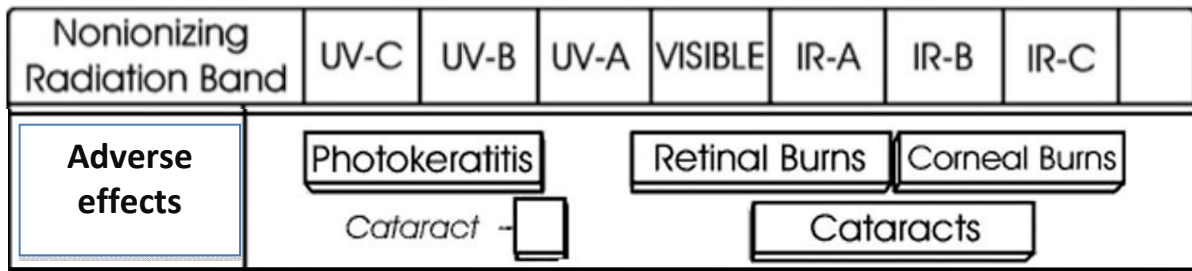 Nonionizing
Radiation Band
UV-C
UV-B
UV-A
VISIBLE
IR-A
IR-B
IR-C
Adverse
effects
Photokeratitis
Retinal Burns
Corneal Burns
Cataract
Cataracts